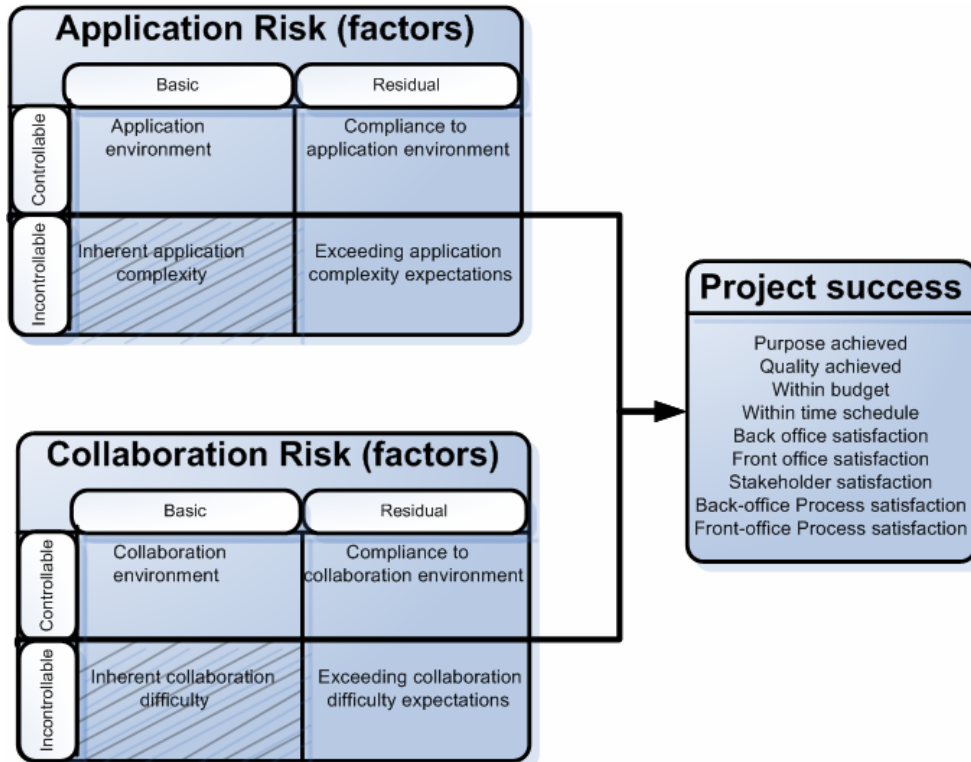 Application Risk (factors)
Basic
Residual
Controllable
Application
environment
Compliance to
application environment
Incontrollable
Inherent application
complexity
Exceeding application
complexity expectations
Project success
Purpose achieved
Quality achieved
Within budget
Within time schedule
Back office satisfaction
Front office satisfaction
Stakeholder satisfaction
Back-office Process satisfaction
Front-office Process satisfaction
Collaboration Risk (factors)
Basic
Residual
Controllable
Collaboration
environment
Compliance to
collaboration environment
Incontrollable
Inherent collaboration
difficulty
Exceeding collaboration
difficulty expectations